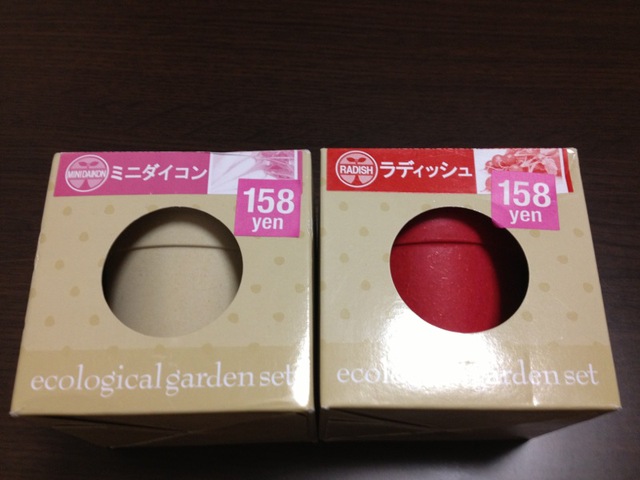 MINI DAIKON
ミニダイコン
158
yen
ecological garden set
RADISH
ラディッシュ
158
yen
ecological garden set